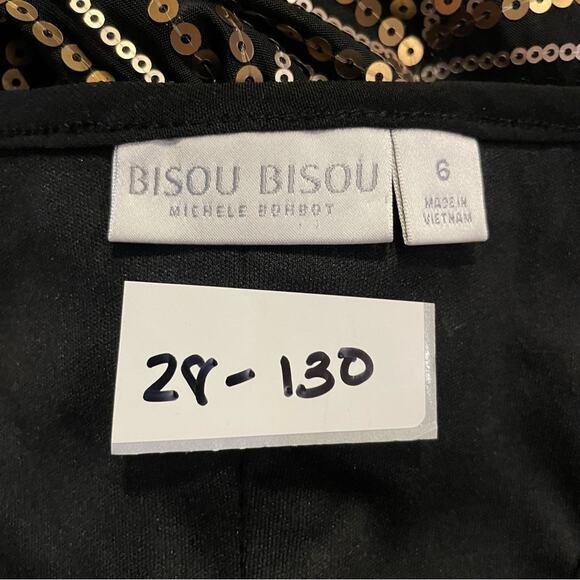 BISOU BISOU
MICHELE BOHBOT
6
MADE IN
VIETNAM
28-130